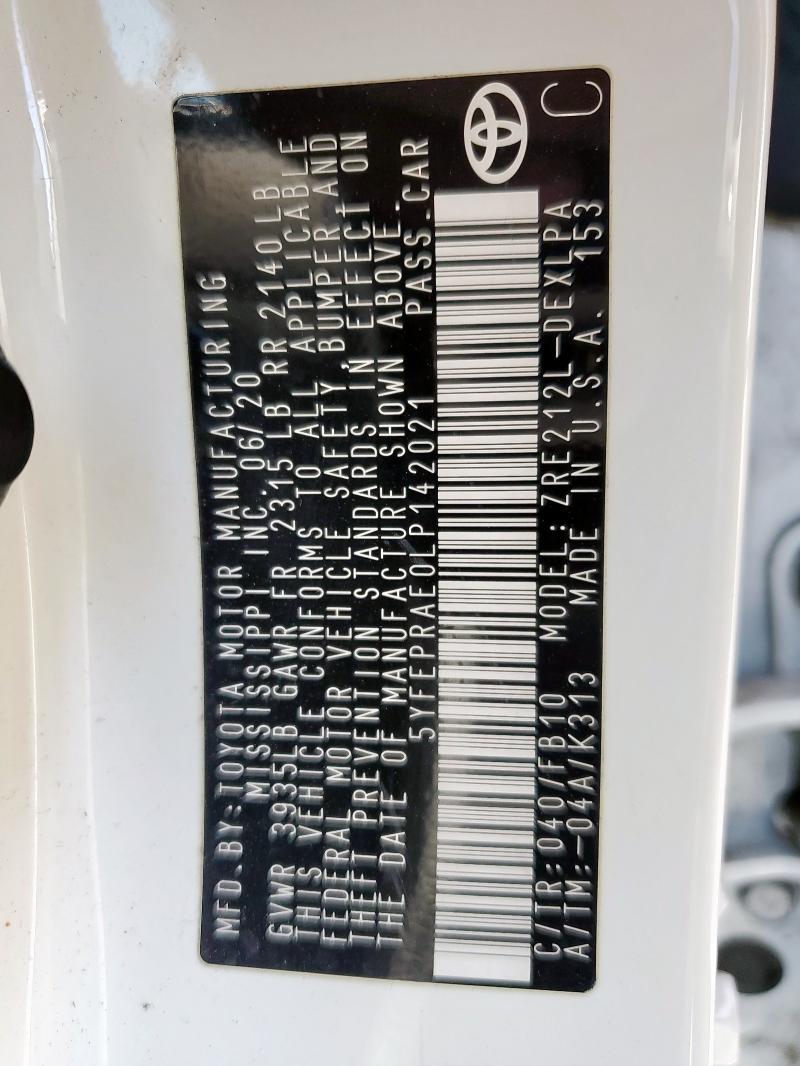 MFD.BY:TOYOTA MOTOR MANUFACTURING
MISSISSIPPI INC. 06/20
GVWR 3935LB GAWR FR 2315 LB RR 2140LB
THIS VEHICLE CONFORMS TO ALL APPLICABLE
FEDERAL MOTOR VEHICLE SAFETY, BUMPER, AND
THEFT PREVENTION STANDARDS IN EFFECT ON
THE DATE OF MANUFACTURE SHOWN ABOVE.
5YFEPRAE0LP142021 PASS.CAR
C/TR:040/FB10 MODEL:ZRE212L-DEXLPA
A/TM:-04A/K313 MADE IN U.S.A. 153
C